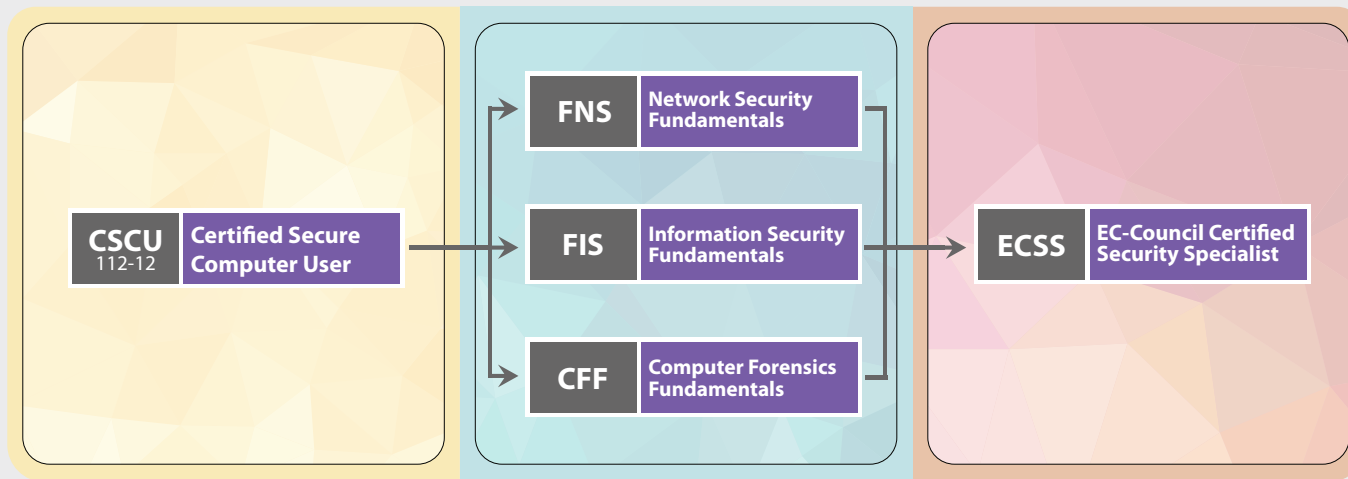 CSCU
112-12
Certified Secure
Computer User
FNS
Network Security
Fundamentals
FIS
Information Security
Fundamentals
CFF
Computer Forensics
Fundamentals
ECSS
EC-Council Certified
Security Specialist